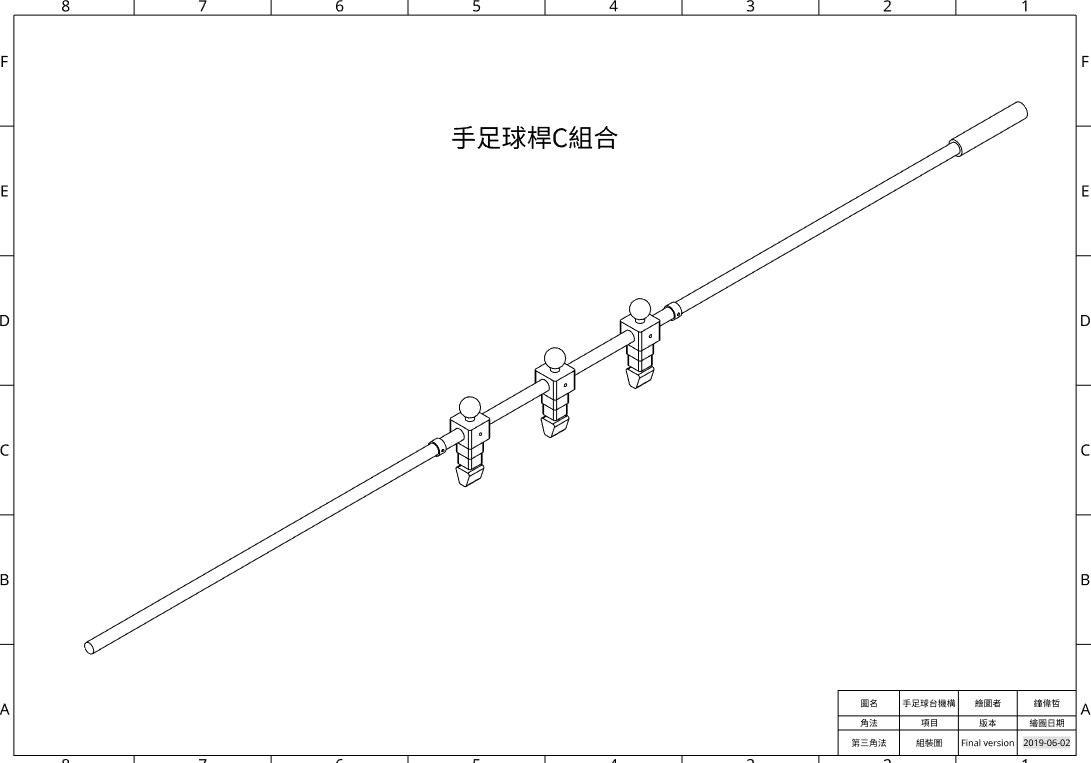 8 7 6 5 4 3 2 1
F F
E E
D D
C C
B B
A A
手足球桿C組合
圖名 手足球台機構 繪圖者 鐘偉哲
角法 項目 版本 繪圖日期
第三角法 組裝圖 Final version 2019-06-02
8 7 6 5 4 3 2 1